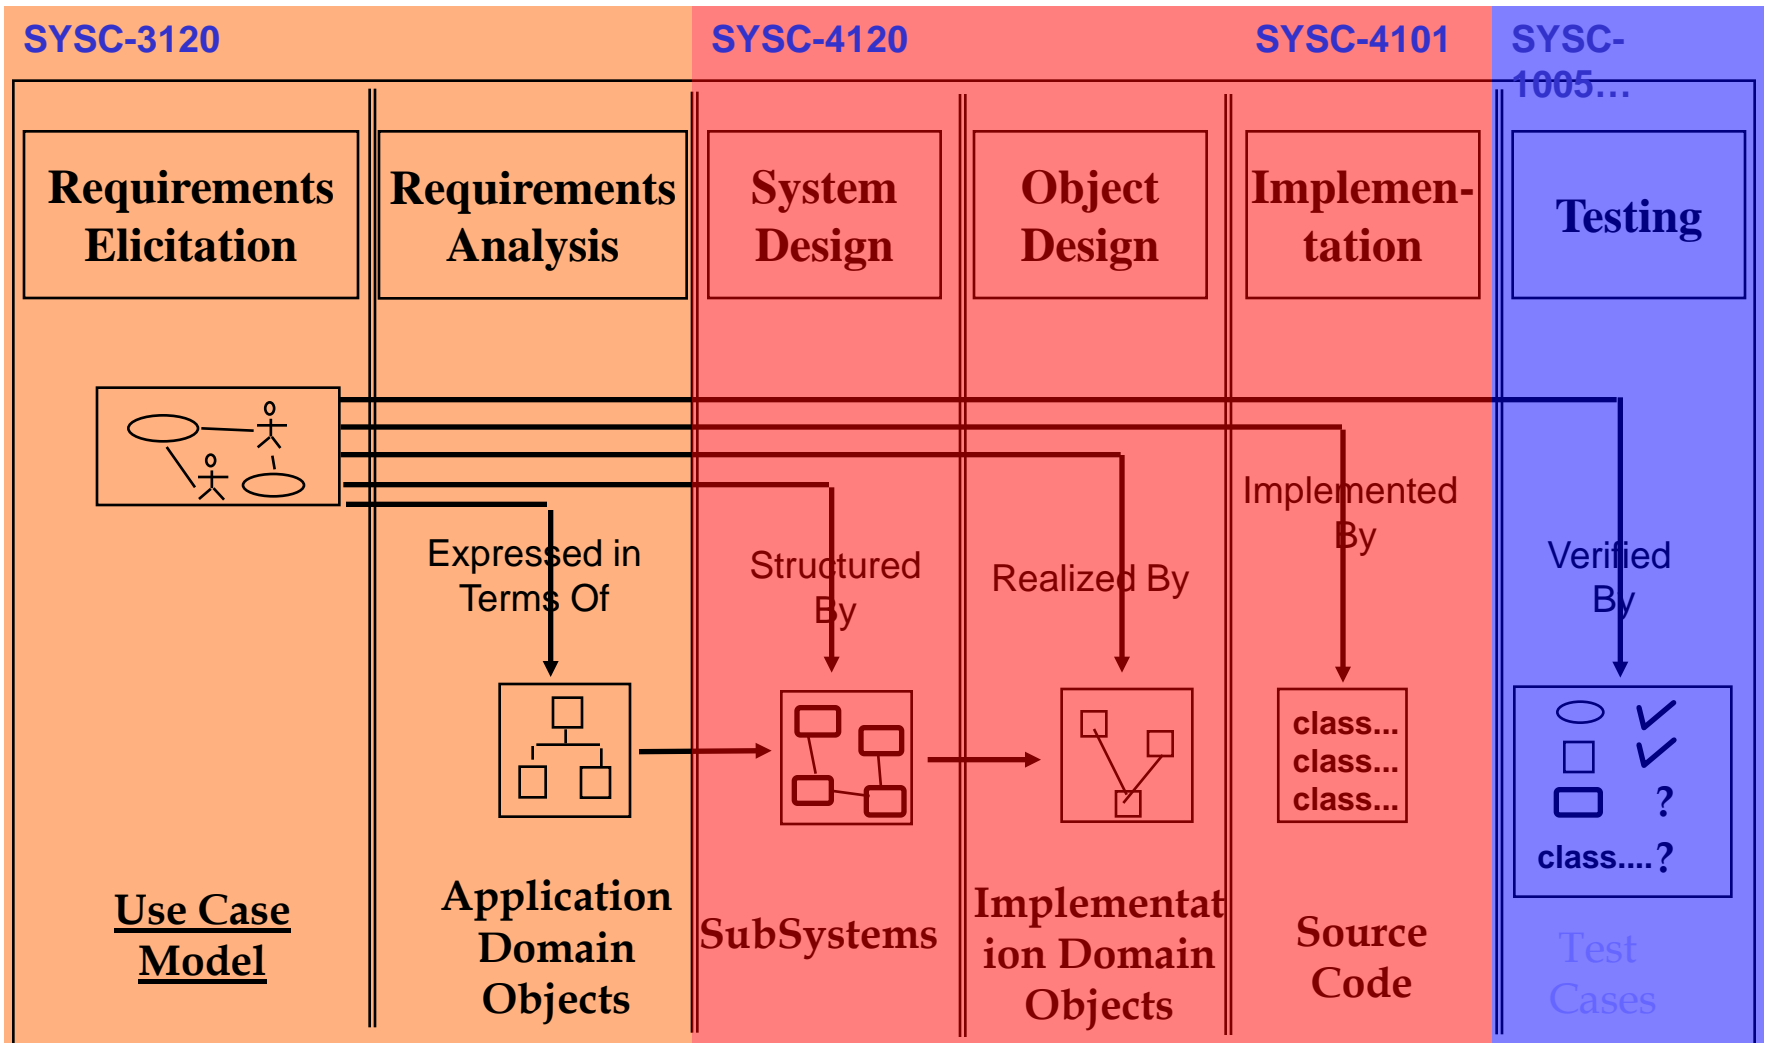 SYSC-3120
SYSC-4120
SYSC-4101
SYSC-
1005…
Requirements
Elicitation
Requirements
Analysis
System
Design
Object
Design
Implemen-
tation
Testing
Expressed in
Terms Of
Structured
By
Realized By
Implemented
By
Verified
By
class...
class...
class...
?
class....?
Use Case
Model
Application
Domain
Objects
SubSystems
Implementat
ion Domain
Objects
Source
Code
Test
Cases